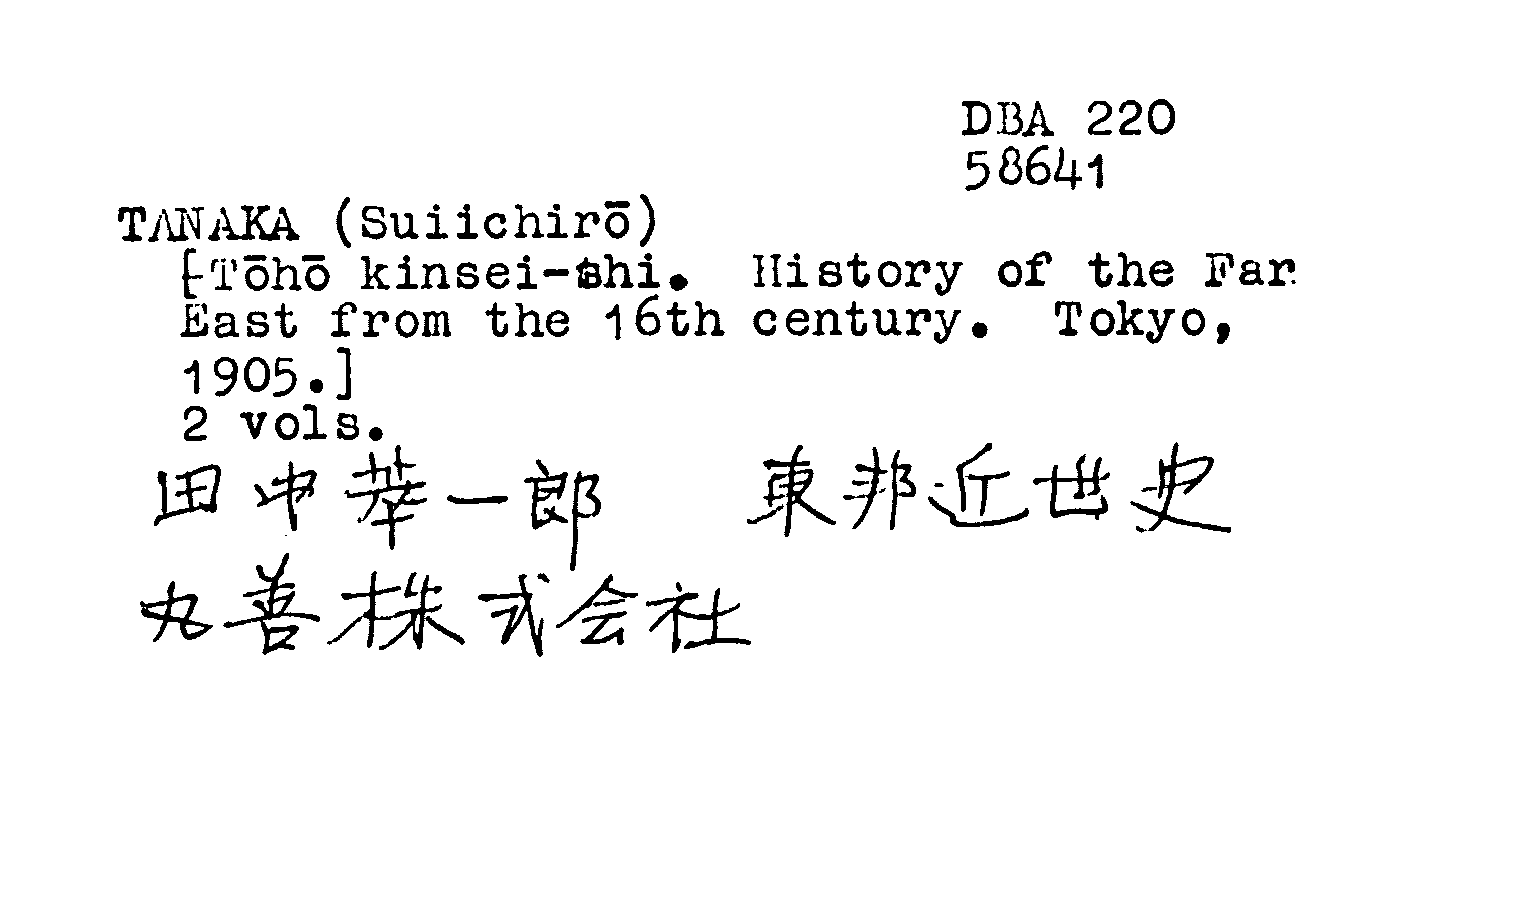 DBA 220
58641
TANAKA (Suiichirō)
[Tōhō kinsei-shi. History of the Far
East from the 16th century. Tokyo,
1905.]
2 vols.
田中萃一郎 東邦近世史
丸善株式会社